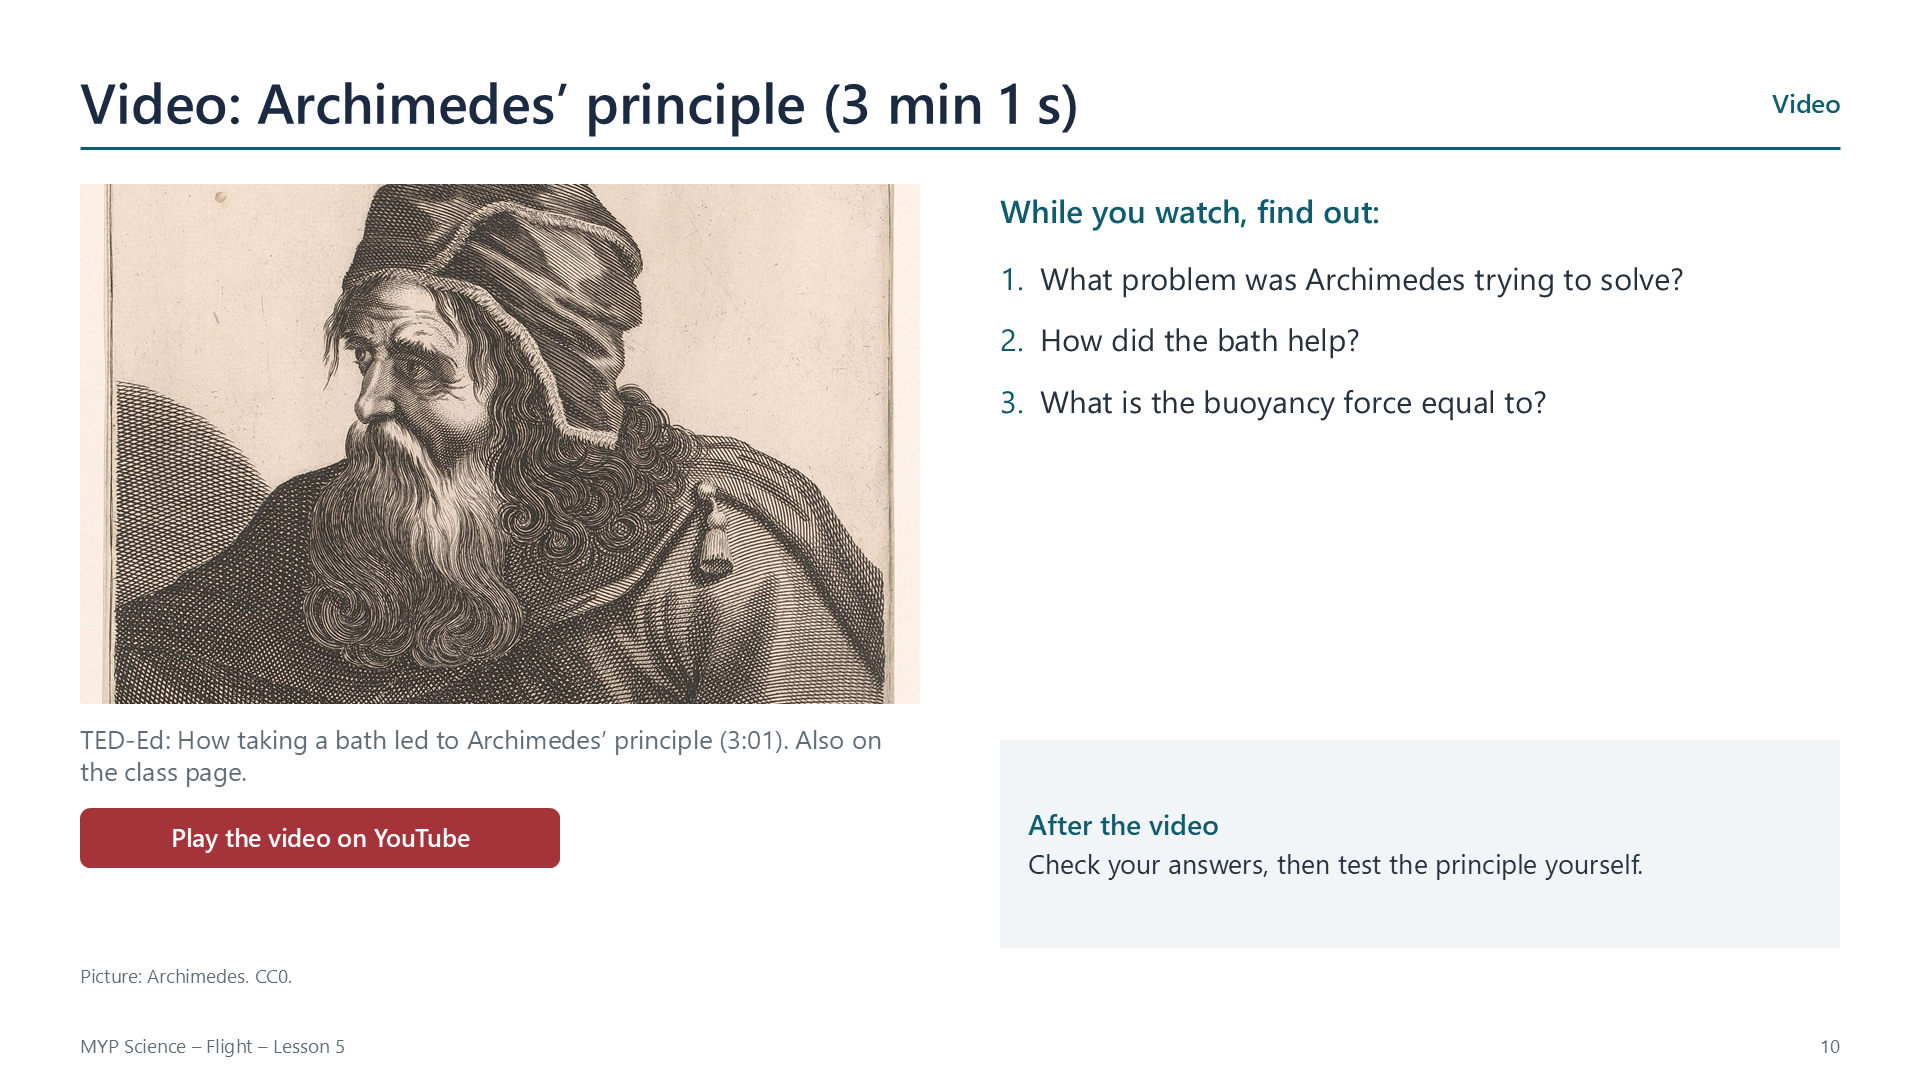 Video: Archimedes’ principle (3 min 1 s)
Video
While you watch, find out:
1. What problem was Archimedes trying to solve?
2. How did the bath help?
3. What is the buoyancy force equal to?
TED-Ed: How taking a bath led to Archimedes’ principle (3:01). Also on
the class page.
Play the video on YouTube
After the video
Check your answers, then test the principle yourself.
Picture: Archimedes. CC0.
MYP Science – Flight – Lesson 5
10